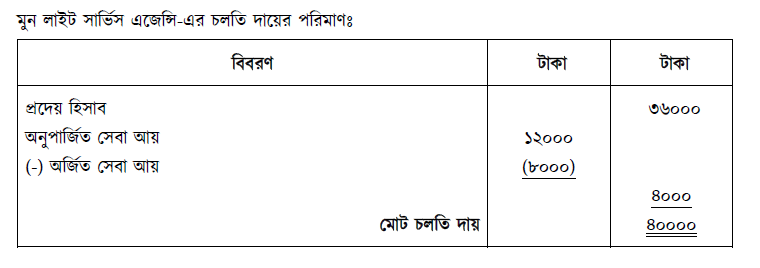 মুন লাইট সার্ভিস এজেন্সি-এর চলতি দায়ের পরিমাণঃ
বিবরণ টাকা টাকা
প্রদেয় হিসাব ৩৬০০০
অনুপার্জিত সেবা আয় ১২০০০
(-) অর্জিত সেবা আয় (৮০০০)
৪০০০
মোট চলতি দায় ৪০০০০